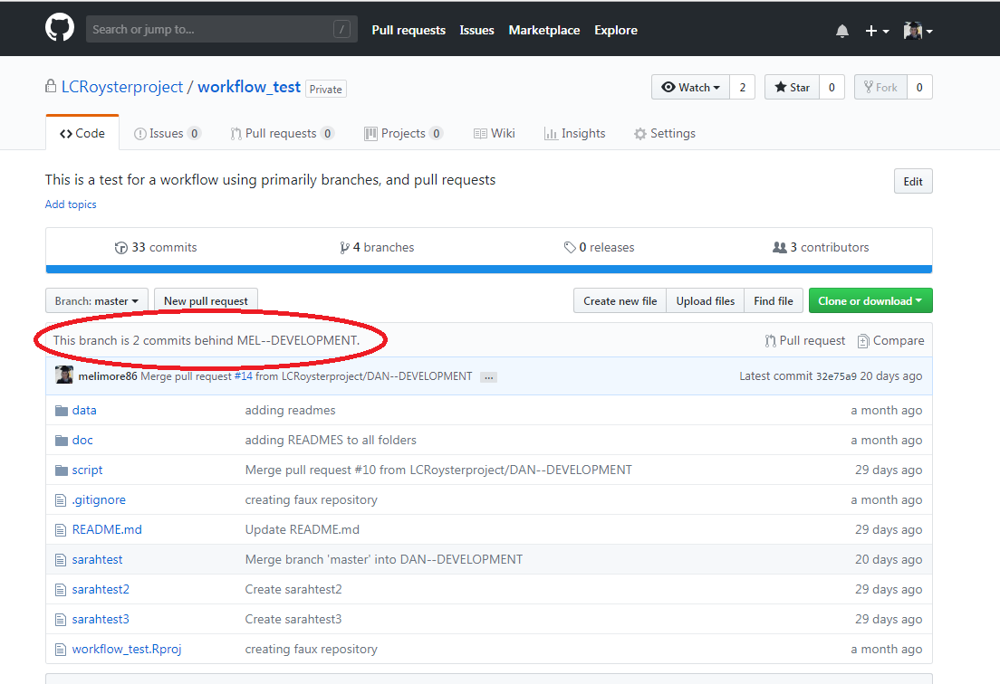 Search or jump to... / Pull requests Issues Marketplace Explore
LCRoysterproject / workflow_test Private Watch 2 Star 0 Fork 0
Code Issues 0 Pull requests 0 Projects 0 Wiki Insights Settings
This is a test for a workflow using primarily branches, and pull requests Edit
Add topics
33 commits 4 branches 0 releases 3 contributors
Branch: master New pull request Create new file Upload files Find file Clone or download
This branch is 2 commits behind MEL--DEVELOPMENT. Pull request Compare
melimore86 Merge pull request #14 from LCRoysterproject/DAN--DEVELOPMENT ... Latest commit 32e75a9 20 days ago
data adding readmes a month ago
doc adding READMES to all folders a month ago
script Merge pull request #10 from LCRoysterproject/DAN--DEVELOPMENT 29 days ago
.gitignore creating faux repository a month ago
README.md Update README.md 29 days ago
sarahtest Merge branch 'master' into DAN--DEVELOPMENT 20 days ago
sarahtest2 Create sarahtest2 29 days ago
sarahtest3 Create sarahtest3 29 days ago
workflow_test.Rproj creating faux repository a month ago